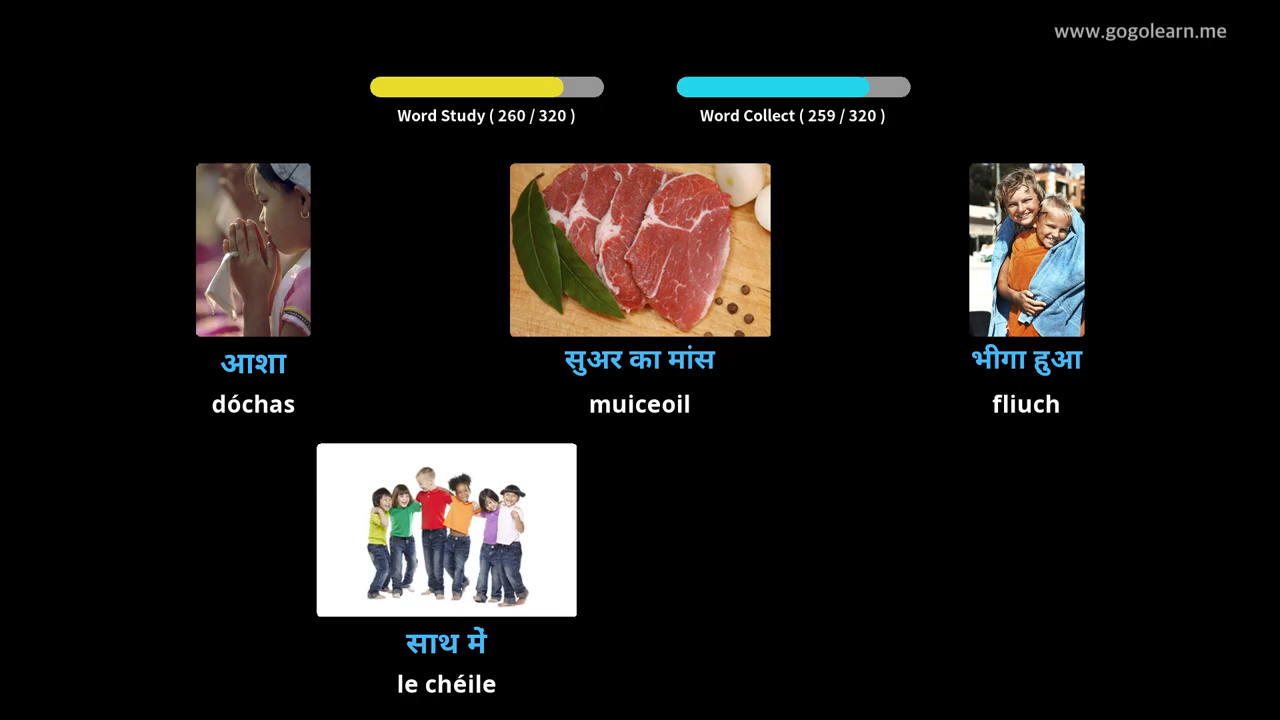 www.gogolearn.me
Word Study ( 260 / 320 )
Word Collect ( 259 / 320 )
आशा
dóchas
सुअर का मांस
muiceoil
भीगा हुआ
fliuch
साथ में
le chéile